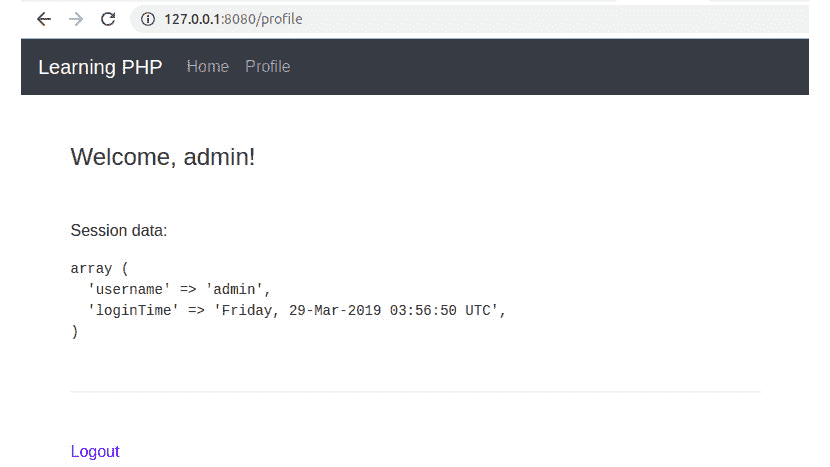 127.0.0.1:8080/profile
Learning PHP Home Profile
Welcome, admin!
Session data:
array (
  'username' => 'admin',
  'loginTime' => 'Friday, 29-Mar-2019 03:56:50 UTC',
)
Logout